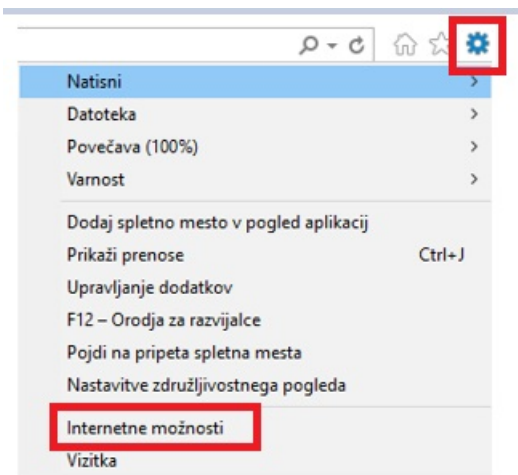 Natisni
Datoteka
Povečava (100%)
Varnost
Dodaj spletno mesto v pogled aplikacij
Prikaži prenose Ctrl+J
Upravljanje dodatkov
F12 – Orodja za razvijalce
Pojdi na pripeta spletna mesta
Nastavitve združljivostnega pogleda
Internetne možnosti
Vizitka